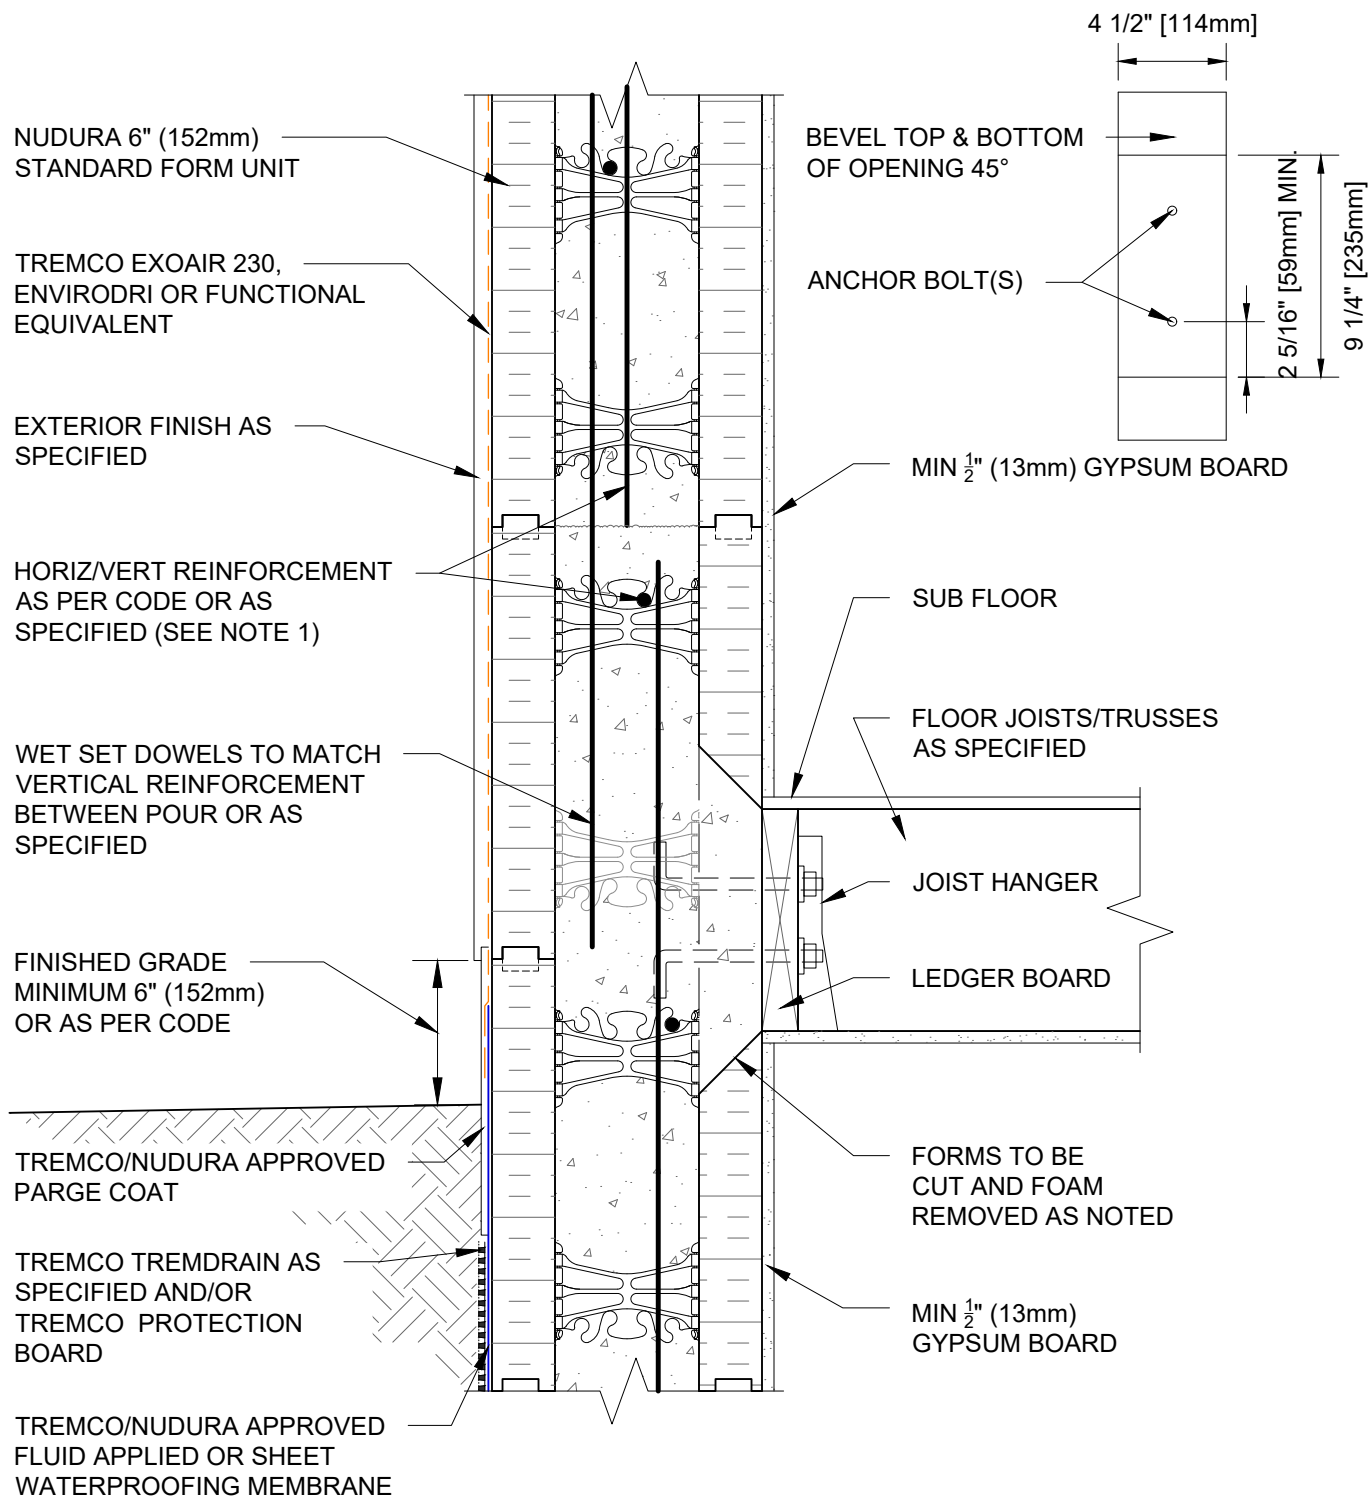 4 1/2" [114mm]
NUDURA 6" (152mm)
STANDARD FORM UNIT
BEVEL TOP & BOTTOM
OF OPENING 45°
2 5/16" [59mm] MIN.
9 1/4" [235mm]
TREMCO EXOAIR 230,
ENVIRODRI OR FUNCTIONAL
EQUIVALENT
ANCHOR BOLT(S)
EXTERIOR FINISH AS
SPECIFIED
MIN 1/2" (13mm) GYPSUM BOARD
HORIZ/VERT REINFORCEMENT
AS PER CODE OR AS
SPECIFIED (SEE NOTE 1)
SUB FLOOR
FLOOR JOISTS/TRUSSES
AS SPECIFIED
WET SET DOWELS TO MATCH
VERTICAL REINFORCEMENT
BETWEEN POUR OR AS
SPECIFIED
JOIST HANGER
FINISHED GRADE
MINIMUM 6" (152mm)
OR AS PER CODE
LEDGER BOARD
TREMCO/NUDURA APPROVED
PARGE COAT
FORMS TO BE
CUT AND FOAM
REMOVED AS NOTED
TREMCO TREMDRAIN AS
SPECIFIED AND/OR
TREMCO PROTECTION
BOARD
MIN 1/2" (13mm)
GYPSUM BOARD
TREMCO/NUDURA APPROVED
FLUID APPLIED OR SHEET
WATERPROOFING MEMBRANE